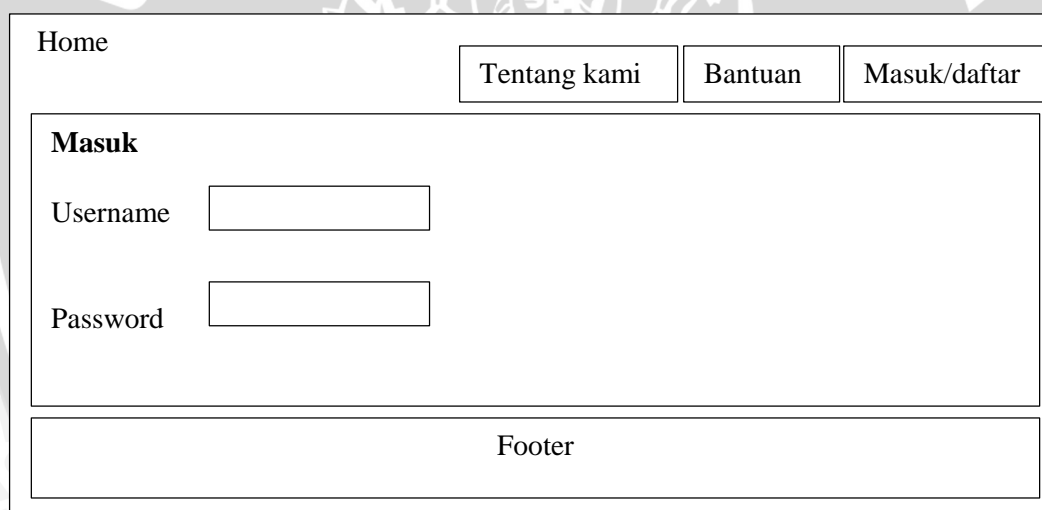 Home
Tentang kami Bantuan Masuk/daftar
Masuk
Username
Password
Footer